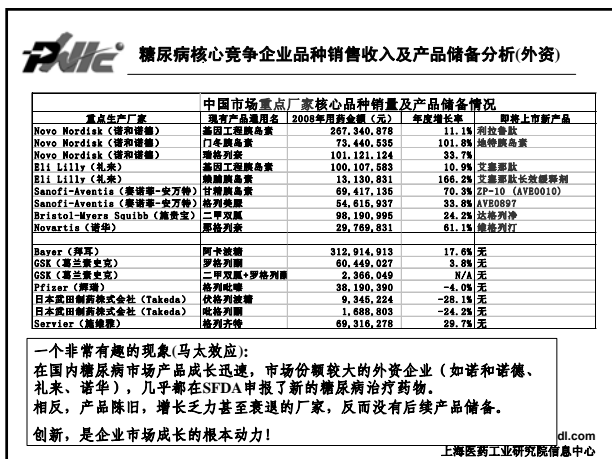 PMJHC
糖尿病核心竞争企业品种销售收入及产品储备分析(外资)
中国市场重点厂家核心品种销量及产品储备情况
重点生产厂家 现有产品通用名 2008年用药金额（元） 年度增长率 即将上市新产品
Novo Nordisk（诺和诺德） 基因工程胰岛素 267,340,878 11.1% 利拉鲁肽
Novo Nordisk（诺和诺德） 门冬胰岛素 73,440,535 101.8% 地特胰岛素
Novo Nordisk（诺和诺德） 瑞格列奈 101,121,124 33.7%
Eli Lilly（礼来） 基因工程胰岛素 100,107,583 10.9% 艾塞那肽
Eli Lilly（礼来） 赖脯胰岛素 13,130,831 166.2% 艾塞那肽长效缓释剂
Sanofi-Aventis（赛诺菲-安万特） 甘精胰岛素 69,417,135 70.3% ZP-10 (AVE0010)
Sanofi-Aventis（赛诺菲-安万特） 格列美脲 54,615,937 33.8% AVE0897
Bristol-Myers Squibb（施贵宝） 二甲双胍 98,190,995 24.2% 达格列净
Novartis（诺华） 那格列奈 29,769,831 61.1% 维格列汀
Bayer（拜耳） 阿卡波糖 312,914,913 17.6% 无
GSK（葛兰素史克） 罗格列酮 60,449,027 3.8% 无
GSK（葛兰素史克） 二甲双胍+罗格列酮 2,366,049 N/A 无
Pfizer（辉瑞） 格列吡嗪 38,190,390 -4.0% 无
日本武田制药株式会社（Takeda） 伏格列波糖 9,345,224 -28.1% 无
日本武田制药株式会社（Takeda） 吡格列酮 1,688,803 -24.2% 无
Servier（施维雅） 格列齐特 69,316,278 29.7% 无
一个非常有趣的现象(马太效应):
在国内糖尿病市场产品成长迅速，市场份额较大的外资企业（如诺和诺德、
礼来、诺华），几乎都在SFDA申报了新的糖尿病治疗药物。
相反，产品陈旧，增长乏力甚至衰退的厂家，反而没有后续产品储备。
创新，是企业市场成长的根本动力！
dl.com
上海医药工业研究院信息中心